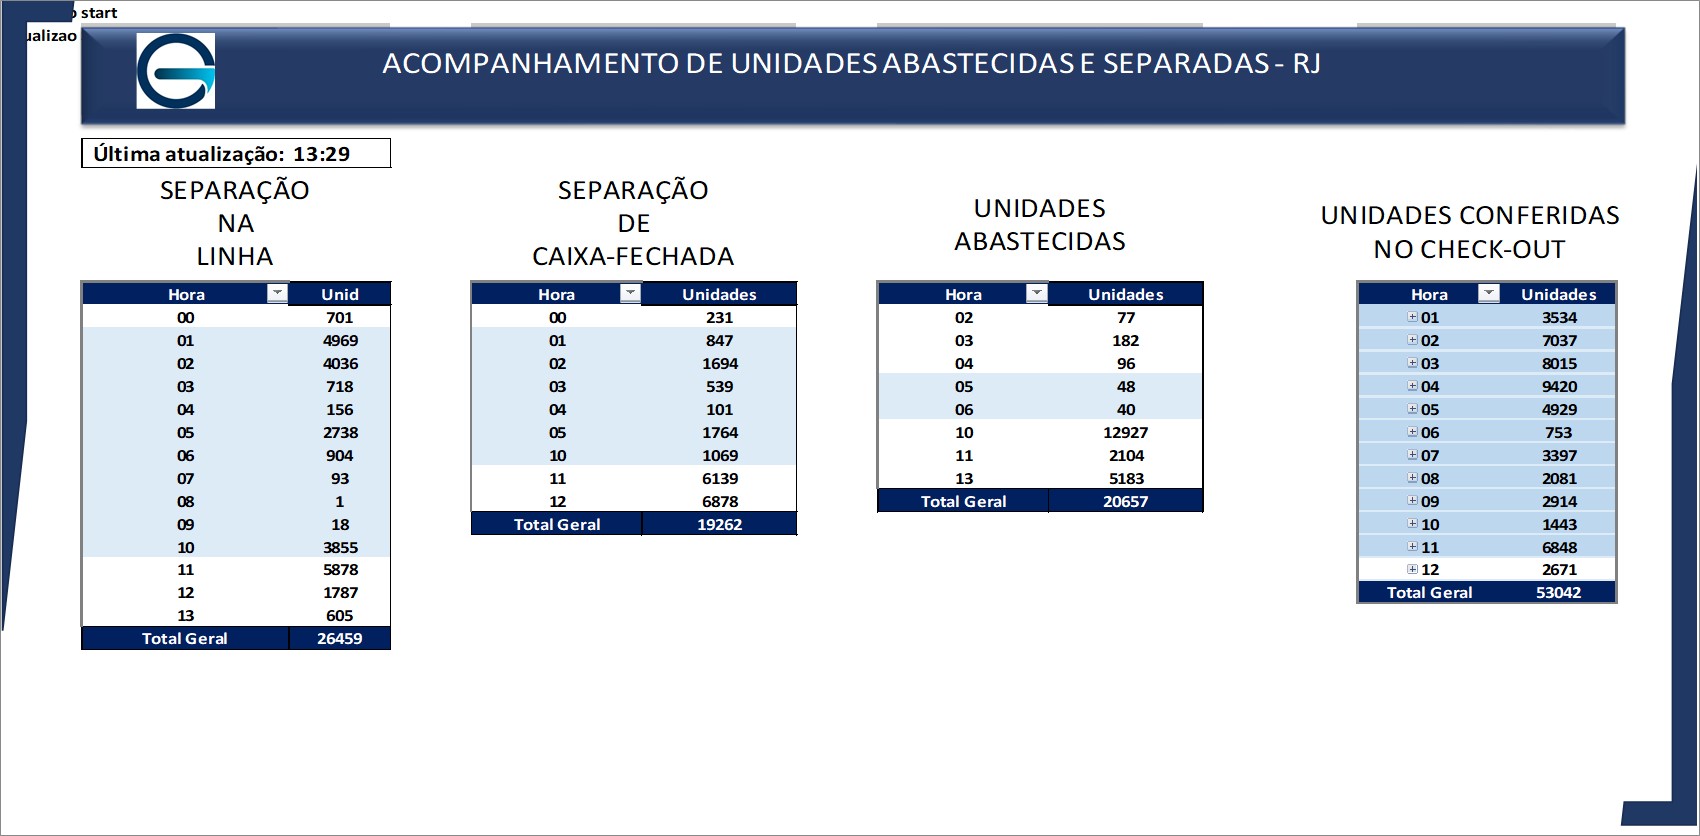 start
ualizao
ACOMPANHAMENTO DE UNIDADES ABASTECIDAS E SEPARADAS - RJ
Última atualização: 13:29
SEPARAÇÃO
NA
LINHA
Hora Unid
00 701
01 4969
02 4036
03 718
04 156
05 2738
06 904
07 93
08 1
09 18
10 3855
11 5878
12 1787
13 605
Total Geral 26459
SEPARAÇÃO
DE
CAIXA-FECHADA
Hora Unidades
00 231
01 847
02 1694
03 539
04 101
05 1764
10 1069
11 6139
12 6878
Total Geral 19262
UNIDADES
ABASTECIDAS
Hora Unidades
02 77
03 182
04 96
05 48
06 40
10 12927
11 2104
13 5183
Total Geral 20657
UNIDADES CONFERIDAS
NO CHECK-OUT
Hora Unidades
01 3534
02 7037
03 8015
04 9420
05 4929
06 753
07 3397
08 2081
09 2914
10 1443
11 6848
12 2671
Total Geral 53042